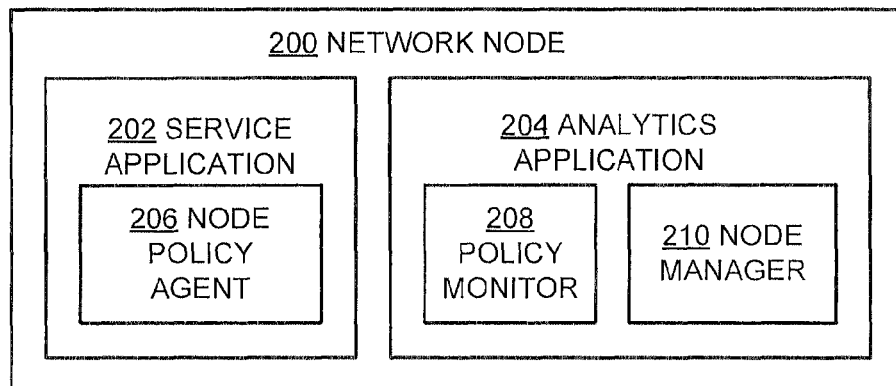 200 NETWORK NODE
202 SERVICE
APPLICATION
206 NODE
POLICY
AGENT
204 ANALYTICS
APPLICATION
208
POLICY
MONITOR
210 NODE
MANAGER